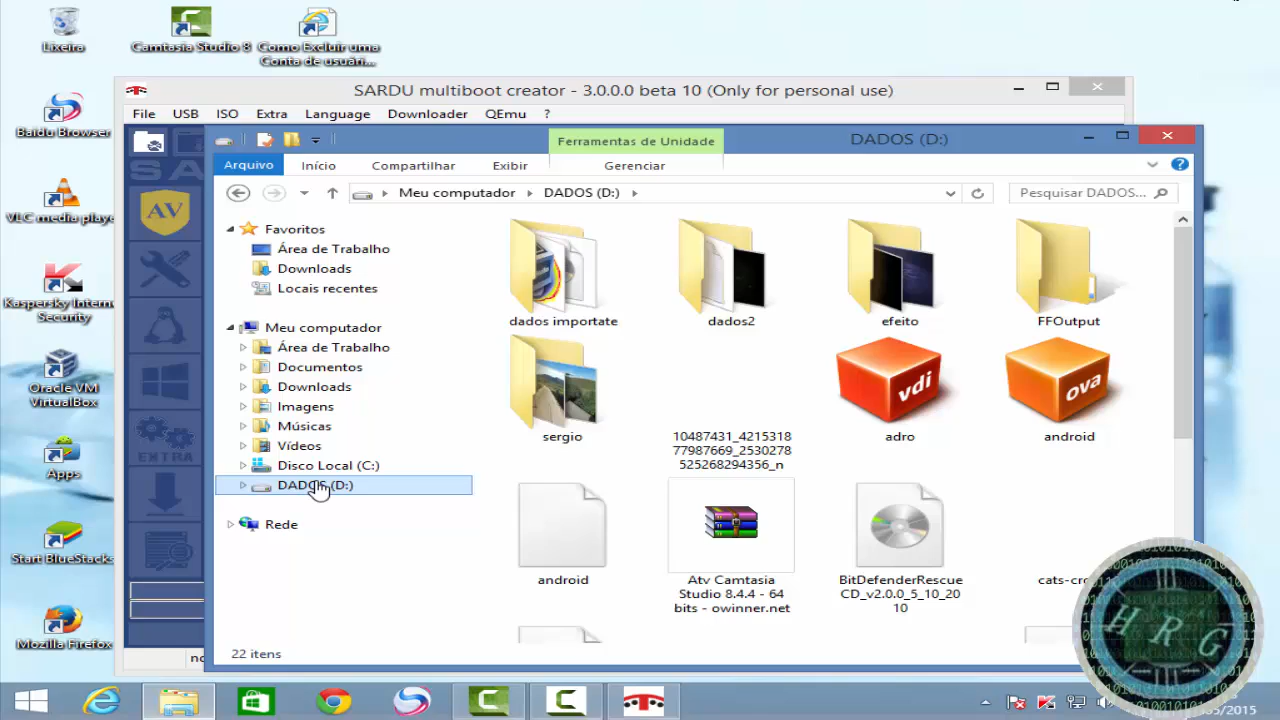 Lixeira
Camtasia Studio 8
Como Excluir uma
Conta de usuári...
SARDU multiboot creator - 3.0.0.0 beta 10 (Only for personal use)
File USB ISO Extra Language Downloader QEmu ?
Baidu Browser
Ferramentas de Unidade
DADOS (D:)
Arquivo Início Compartilhar Exibir Gerenciar
Meu computador DADOS (D:)
Pesquisar DADOS...
AV
VLC media playe
Kaspersky Intern
Security
Oracle VM
VirtualBox
Apps
Start BlueStacks
Mozilla Firefox
EXTRA
Favoritos
Área de Trabalho
Downloads
Locais recentes
Meu computador
Área de Trabalho
Documentos
Downloads
Imagens
Músicas
Vídeos
Disco Local (C:)
DADOS (D:)
Rede
dados importate
dados2
efeito
FFOutput
sergio
10487431_4215318
77987669_2530278
525268294356_n
vdi
adro
ova
android
android
Atv Camtasia
Studio 8.4.4 - 64
bits - owinner.net
BitDefenderRescue
CD_v2.0.0_5_10_20
10
cats-cro
22 itens
HRG
/2015